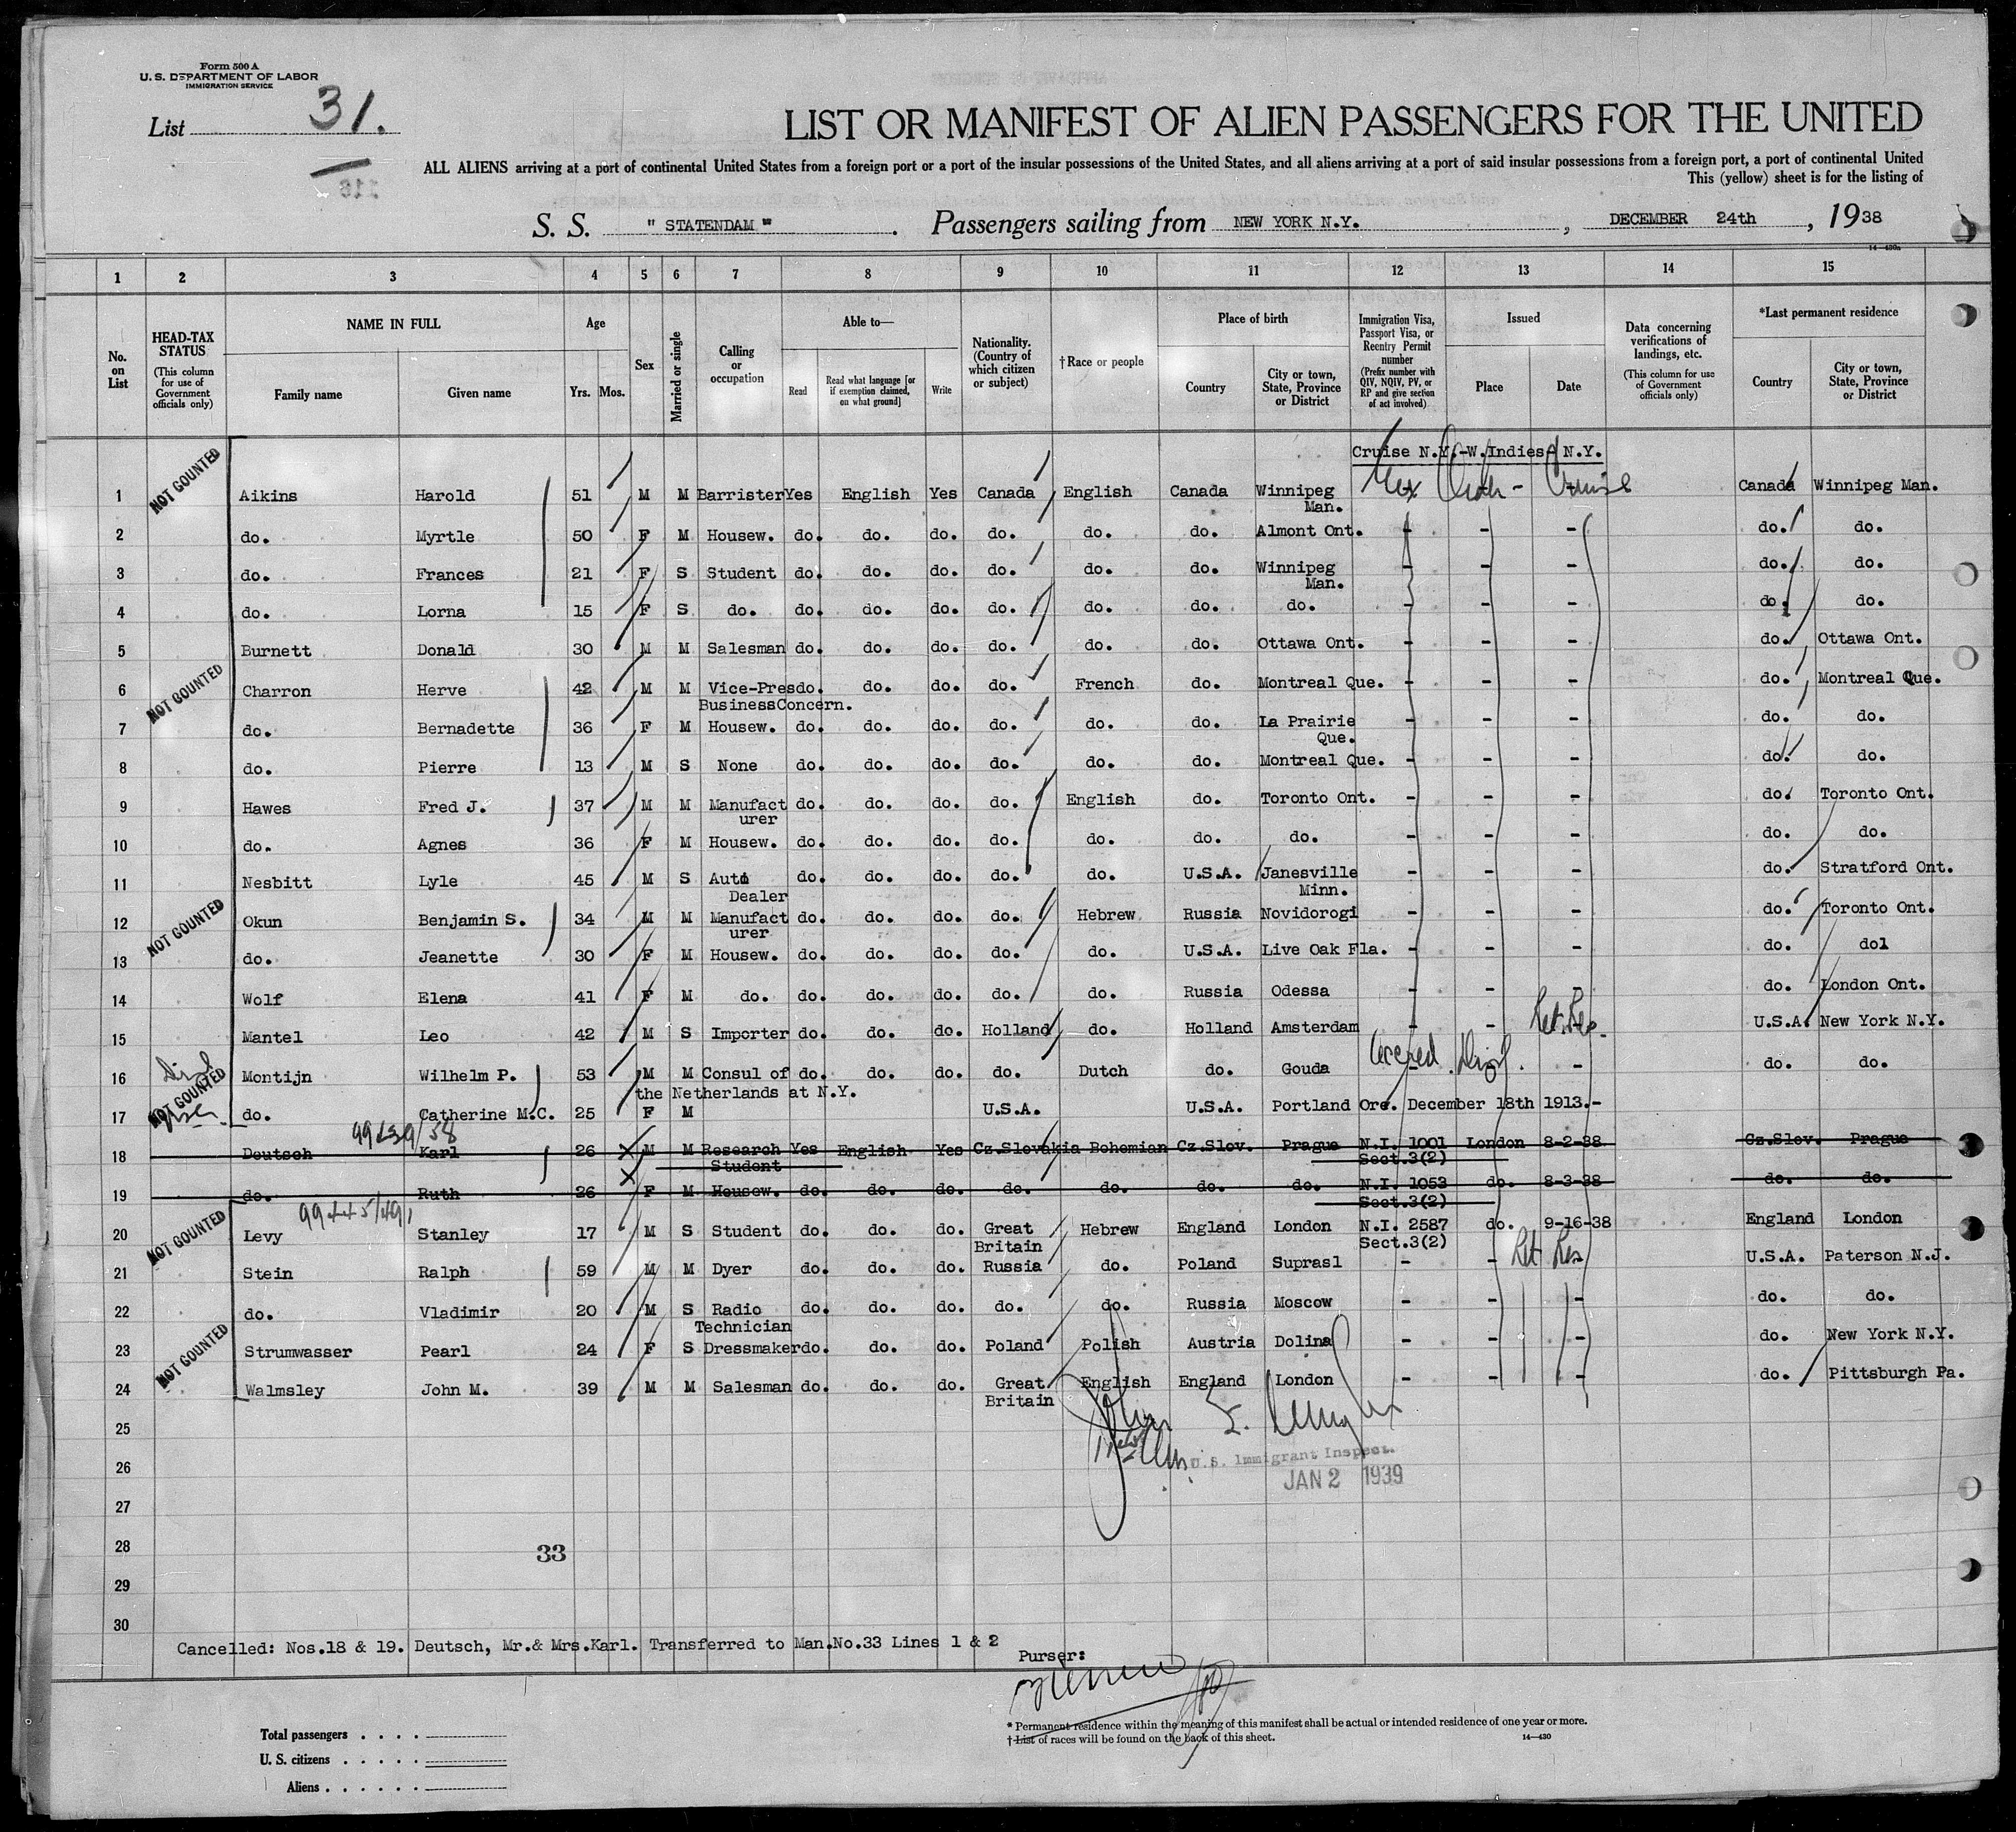 Form 500 A
U. S. DEPARTMENT OF LABOR
IMMIGRATION SERVICE
List 31.
116
LIST OR MANIFEST OF ALIEN PASSENGERS FOR THE UNITED
ALL ALIENS arriving at a port of continental United States from a foreign port or a port of the insular possessions of the United States, and all aliens arriving at a port of said insular possessions from a foreign port, a port of continental United
This (yellow) sheet is for the listing of
S. S. " STATENDAM " . Passengers sailing from NEW YORK N.Y. , DECEMBER 24th , 1938
14—430a
1 2 3 4 5 6 7 8 9 10 11 12 13 14 15
No. on List
HEAD-TAX STATUS (This column for use of Government officials only)
NAME IN FULL Family name Given name
Age Yrs. Mos.
Sex
Married or single
Calling or occupation
Able to— Read Read what language [or if exemption claimed, on what ground] Write
Nationality. (Country of which citizen or subject)
†Race or people
Place of birth Country City or town, State, Province or District
Immigration Visa, Passport Visa, or Reentry Permit number (Prefix number with QIV, NQIV, PV, or RP and give section of act involved)
Issued Place Date
Data concerning verifications of landings, etc. (This column for use of Government officials only)
*Last permanent residence Country City or town, State, Province or District
Cruise N.Y.-W.Indies- N.Y.
NOT COUNTED
1 Aikins Harold 51 M M Barrister Yes English Yes Canada English Canada Winnipeg Man. Cruise Canada Winnipeg Man.
2 do. Myrtle 50 F M Housew. do. do. do. do. do. do. Almont Ont. - - - do. do.
3 do. Frances 21 F S Student do. do. do. do. do. do. Winnipeg Man. - - - do. do.
4 do. Lorna 15 F S do. do. do. do. do. do. do. do. - - - do. do.
5 Burnett Donald 30 M M Salesman do. do. do. do. do. do. Ottawa Ont. - - - do. Ottawa Ont.
NOT COUNTED
6 Charron Herve 42 M M Vice-Pres do. do. do. do. French do. Montreal Que. - - - do. Montreal Que.
BusinessConcern.
7 do. Bernadette 36 F M Housew. do. do. do. do. do. do. La Prairie Que. - - - do. do.
8 do. Pierre 13 M S None do. do. do. do. do. do. Montreal Que. - - - do. do.
9 Hawes Fred J. 37 M M Manufact urer do. do. do. do. English do. Toronto Ont. - - - do. Toronto Ont.
10 do. Agnes 36 F M Housew. do. do. do. do. do. do. do. - - - do. do.
11 Nesbitt Lyle 45 M S Auto Dealer do. do. do. do. do. U.S.A. Janesville Minn. - - - do. Stratford Ont.
NOT COUNTED
12 Okun Benjamin S. 34 M M Manufact urer do. do. do. do. Hebrew Russia Novidorogi - - - do. Toronto Ont.
13 do. Jeanette 30 F M Housew. do. do. do. do. do. U.S.A. Live Oak Fla. - - - do. dol
14 Wolf Elena 41 F M do. do. do. do. do. do. Russia Odessa - - - do. London Ont.
15 Mantel Leo 42 M S Importer do. do. do. Holland do. Holland Amsterdam - - Ret. Res. U.S.A. New York N.Y.
NOT COUNTED
16 Montijn Wilhelm P. 53 M M Consul of do. do. do. do. Dutch do. Gouda - - do. do.
the Netherlands at N.Y.
17 do. Catherine M.C. 25 F M U.S.A. U.S.A. Portland Ore. December 18th 1913.-
18 Deutsch Karl 26 M M Research Student Yes English Yes Cz.Slovakia Bohemian Cz.Slov. Prague N.I. 1001 Sect.3(2) London 8-2-38 Cz.Slov. Prague
19 do. Ruth 26 F M Housew. do. do. do. do. do. do. do. N.I. 1053 Sect.3(2) do. 8-3-38 do. do.
NOT COUNTED
20 Levy Stanley 17 M S Student do. do. do. Great Britain Hebrew England London N.I. 2587 Sect.3(2) do. 9-16-38 England London
21 Stein Ralph 59 M M Dyer do. do. do. Russia do. Poland Suprasl - - Ret Res U.S.A. Paterson N.J.
22 do. Vladimir 20 M S Radio Technician do. do. do. do. do. Russia Moscow - - - do. do.
NOT COUNTED
23 Strumwasser Pearl 24 F S Dressmaker do. do. do. Poland Polish Austria Dolina - - - do. New York N.Y.
24 Walmsley John M. 39 M M Salesman do. do. do. Great Britain English England London - - - do. Pittsburgh Pa.
25
26
U.S. Immigrant Inspect.
JAN 2 1939
27
28
33
29
30
Cancelled: Nos.18 & 19. Deutsch, Mr.& Mrs.Karl. Transferred to Man.No.33 Lines 1 & 2
Purser:
* Permanent residence within the meaning of this manifest shall be actual or intended residence of one year or more.
† List of races will be found on the back of this sheet.
14—430
Total passengers . . . .
U. S. citizens . . . . .
Aliens . . . . . .